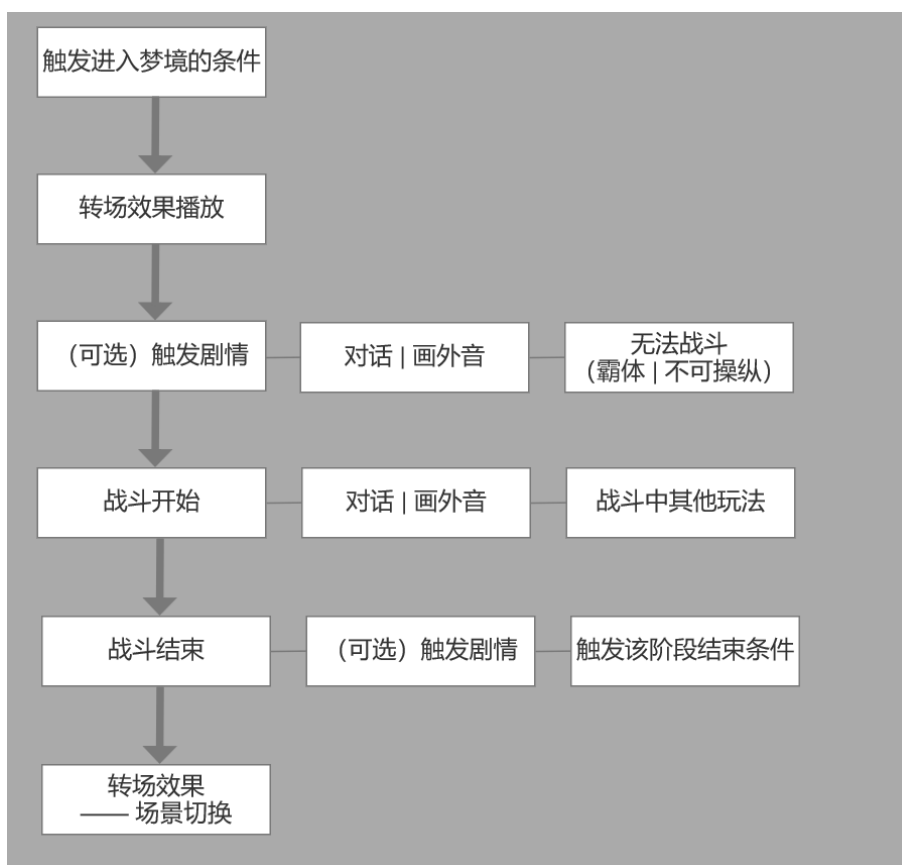 触发进入梦境的条件
转场效果播放
（可选）触发剧情
对话 | 画外音
无法战斗
（霸体 | 不可操纵）
战斗开始
对话 | 画外音
战斗中其他玩法
战斗结束
（可选）触发剧情
触发该阶段结束条件
转场效果
—— 场景切换